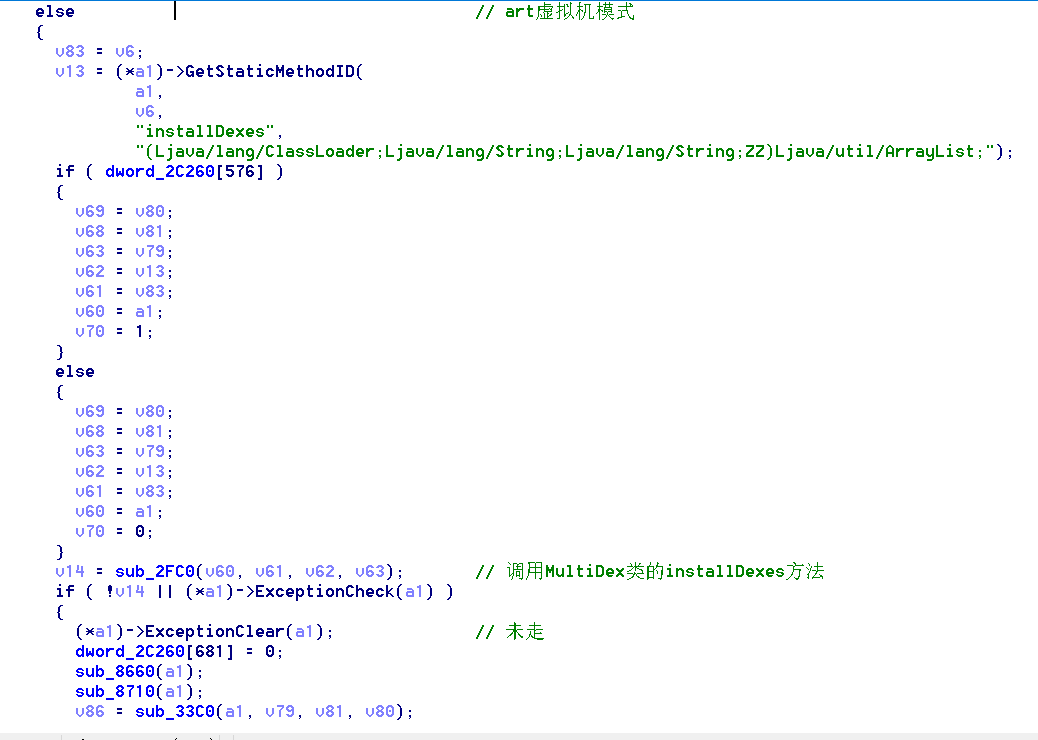 else // art虚拟机模式
{
v83 = v6;
v13 = (*a1)->GetStaticMethodID(
a1,
v6,
"installDexes",
"(Ljava/lang/ClassLoader;Ljava/lang/String;Ljava/lang/String;ZZ)Ljava/util/ArrayList;");
if ( dword_2C260[576] )
{
v69 = v80;
v68 = v81;
v63 = v79;
v62 = v13;
v61 = v83;
v60 = a1;
v70 = 1;
}
else
{
v69 = v80;
v68 = v81;
v63 = v79;
v62 = v13;
v61 = v83;
v60 = a1;
v70 = 0;
}
v14 = sub_2FC0(v60, v61, v62, v63); // 调用MultiDex类的installDexes方法
if ( !v14 || (*a1)->ExceptionCheck(a1) )
{
(*a1)->ExceptionClear(a1); // 未走
dword_2C260[681] = 0;
sub_8660(a1);
sub_8710(a1);
v86 = sub_33C0(a1, v79, v81, v80);